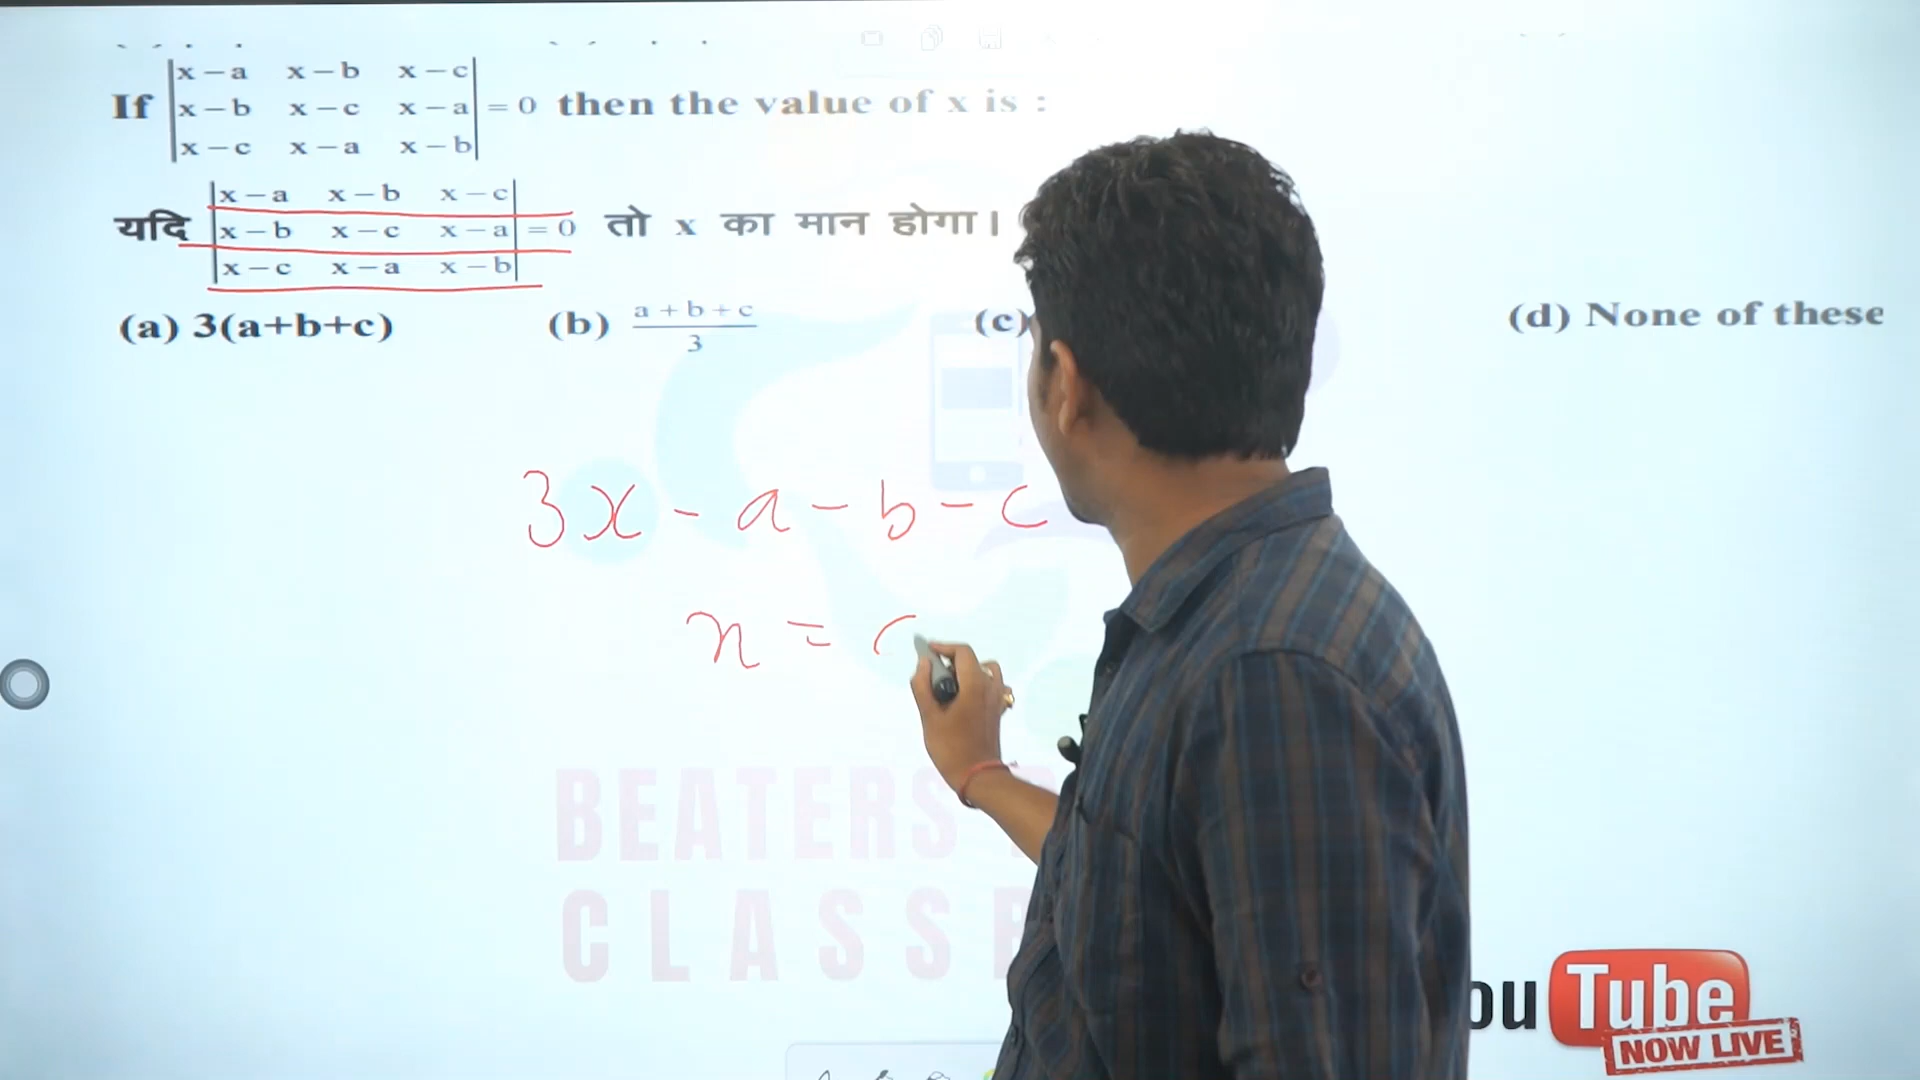 If |x – a x – b x – c|
|x – b x – c x – a| = 0 then the value of x is :
|x – c x – a x – b|
यदि |x – a x – b x – c|
|x – b x – c x – a| = 0 तो x का मान होगा।
|x – c x – a x – b|
(a) 3(a+b+c) (b) a + b + c / 3 (c) (d) None of these
3x - a - b - c
x =
BEATERS
CLASSE
ou Tube
NOW LIVE